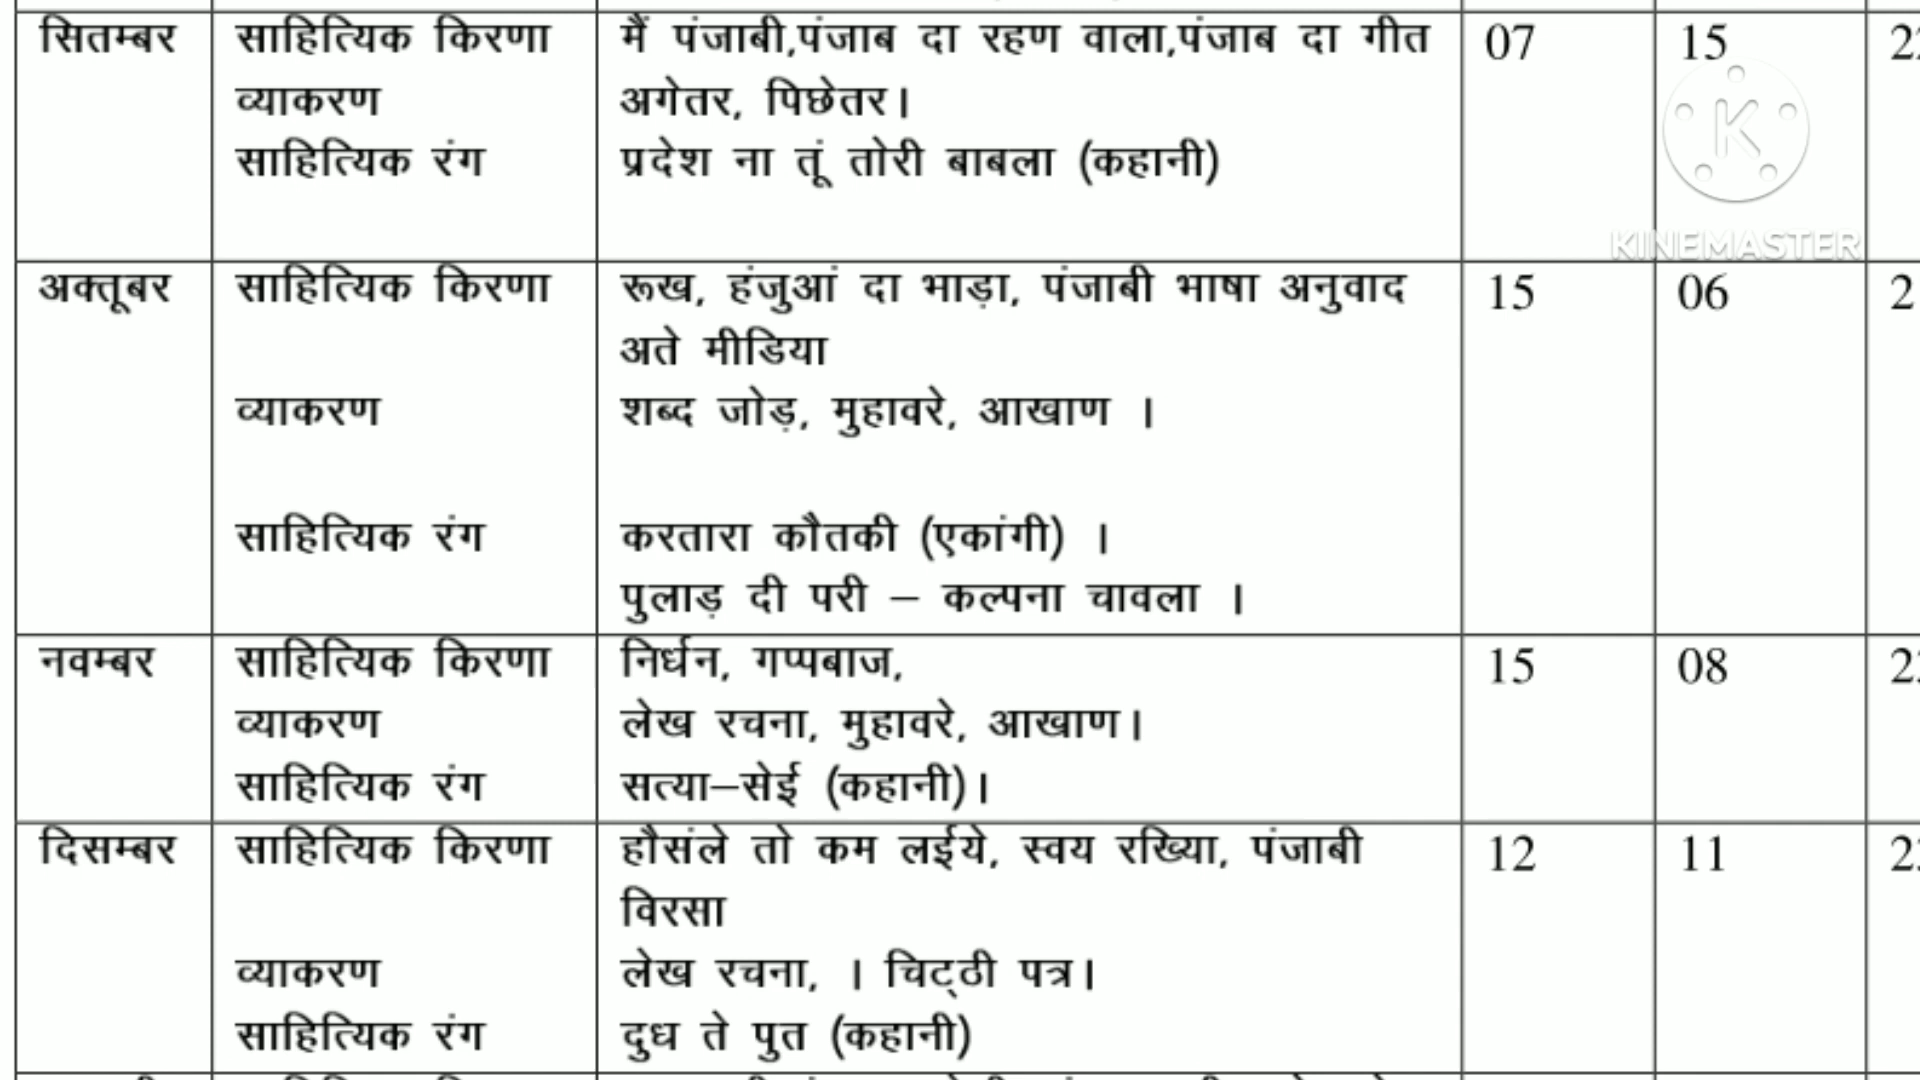 सितम्बर साहित्यिक किरणा मैं पंजाबी,पंजाब दा रहण वाला,पंजाब दा गीत 07 15
व्याकरण अगेतर, पिछेतर।
साहित्यिक रंग प्रदेश ना तूं तोरी बाबला (कहानी)
K
KINEMASTER
अक्तूबर साहित्यिक किरणा रूख, हंजुआं दा भाड़ा, पंजाबी भाषा अनुवाद 15 06
अते मीडिया
व्याकरण शब्द जोड़, मुहावरे, आखाण ।
साहित्यिक रंग करतारा कौतकी (एकांगी) ।
पुलाड़ दी परी – कल्पना चावला ।
नवम्बर साहित्यिक किरणा निर्धन, गप्पबाज, 15 08
व्याकरण लेख रचना, मुहावरे, आखाण।
साहित्यिक रंग सत्या–सेई (कहानी)।
दिसम्बर साहित्यिक किरणा हौसंले तो कम लईये, स्वय रख्यिा, पंजाबी 12 11
विरसा
व्याकरण लेख रचना, । चिट्ठी पत्र।
साहित्यिक रंग दुध ते पुत (कहानी)